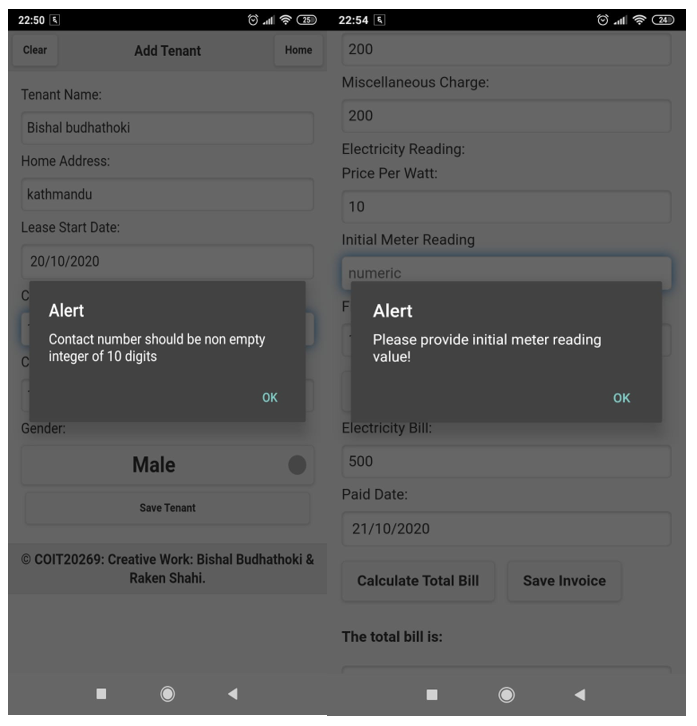 22:50
25
Clear
Add Tenant
Home
Tenant Name:
Bishal budhathoki
Home Address:
kathmandu
Lease Start Date:
20/10/2020
C
Alert
Contact number should be non empty
integer of 10 digits
OK
C
Gender:
Male
Save Tenant
© COIT20269: Creative Work: Bishal Budhathoki &
Raken Shahi.
22:54
24
200
Miscellaneous Charge:
200
Electricity Reading:
Price Per Watt:
10
Initial Meter Reading
numeric
F
Alert
Please provide initial meter reading
value!
OK
Electricity Bill:
500
Paid Date:
21/10/2020
Calculate Total Bill
Save Invoice
The total bill is: